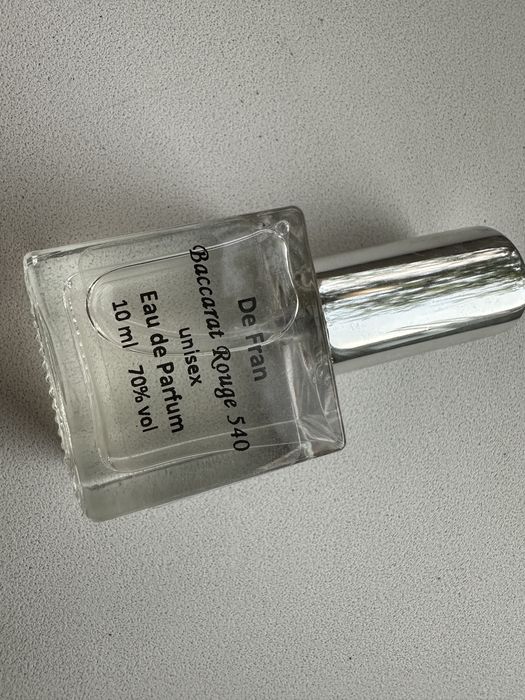 De Fran
Baccarat Rouge 540
unisex
Eau de Parfum
10 ml 70% vol